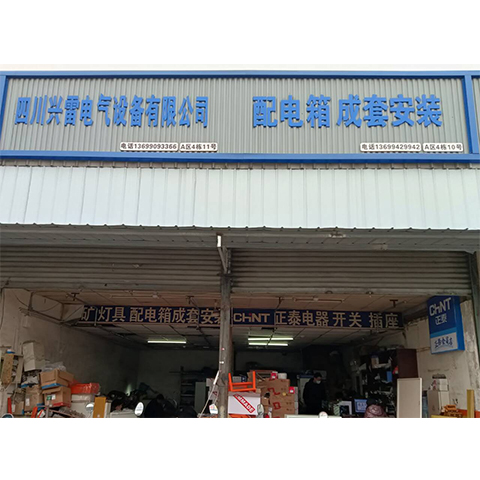 四川兴雷电气设备有限公司 配电箱成套安装
电话13699093366 A区4栋11号 电话13699429942 A区4栋10号
矿灯具 配电箱成套安 CHNT 正泰电器 开关 插座
CHNT
正泰